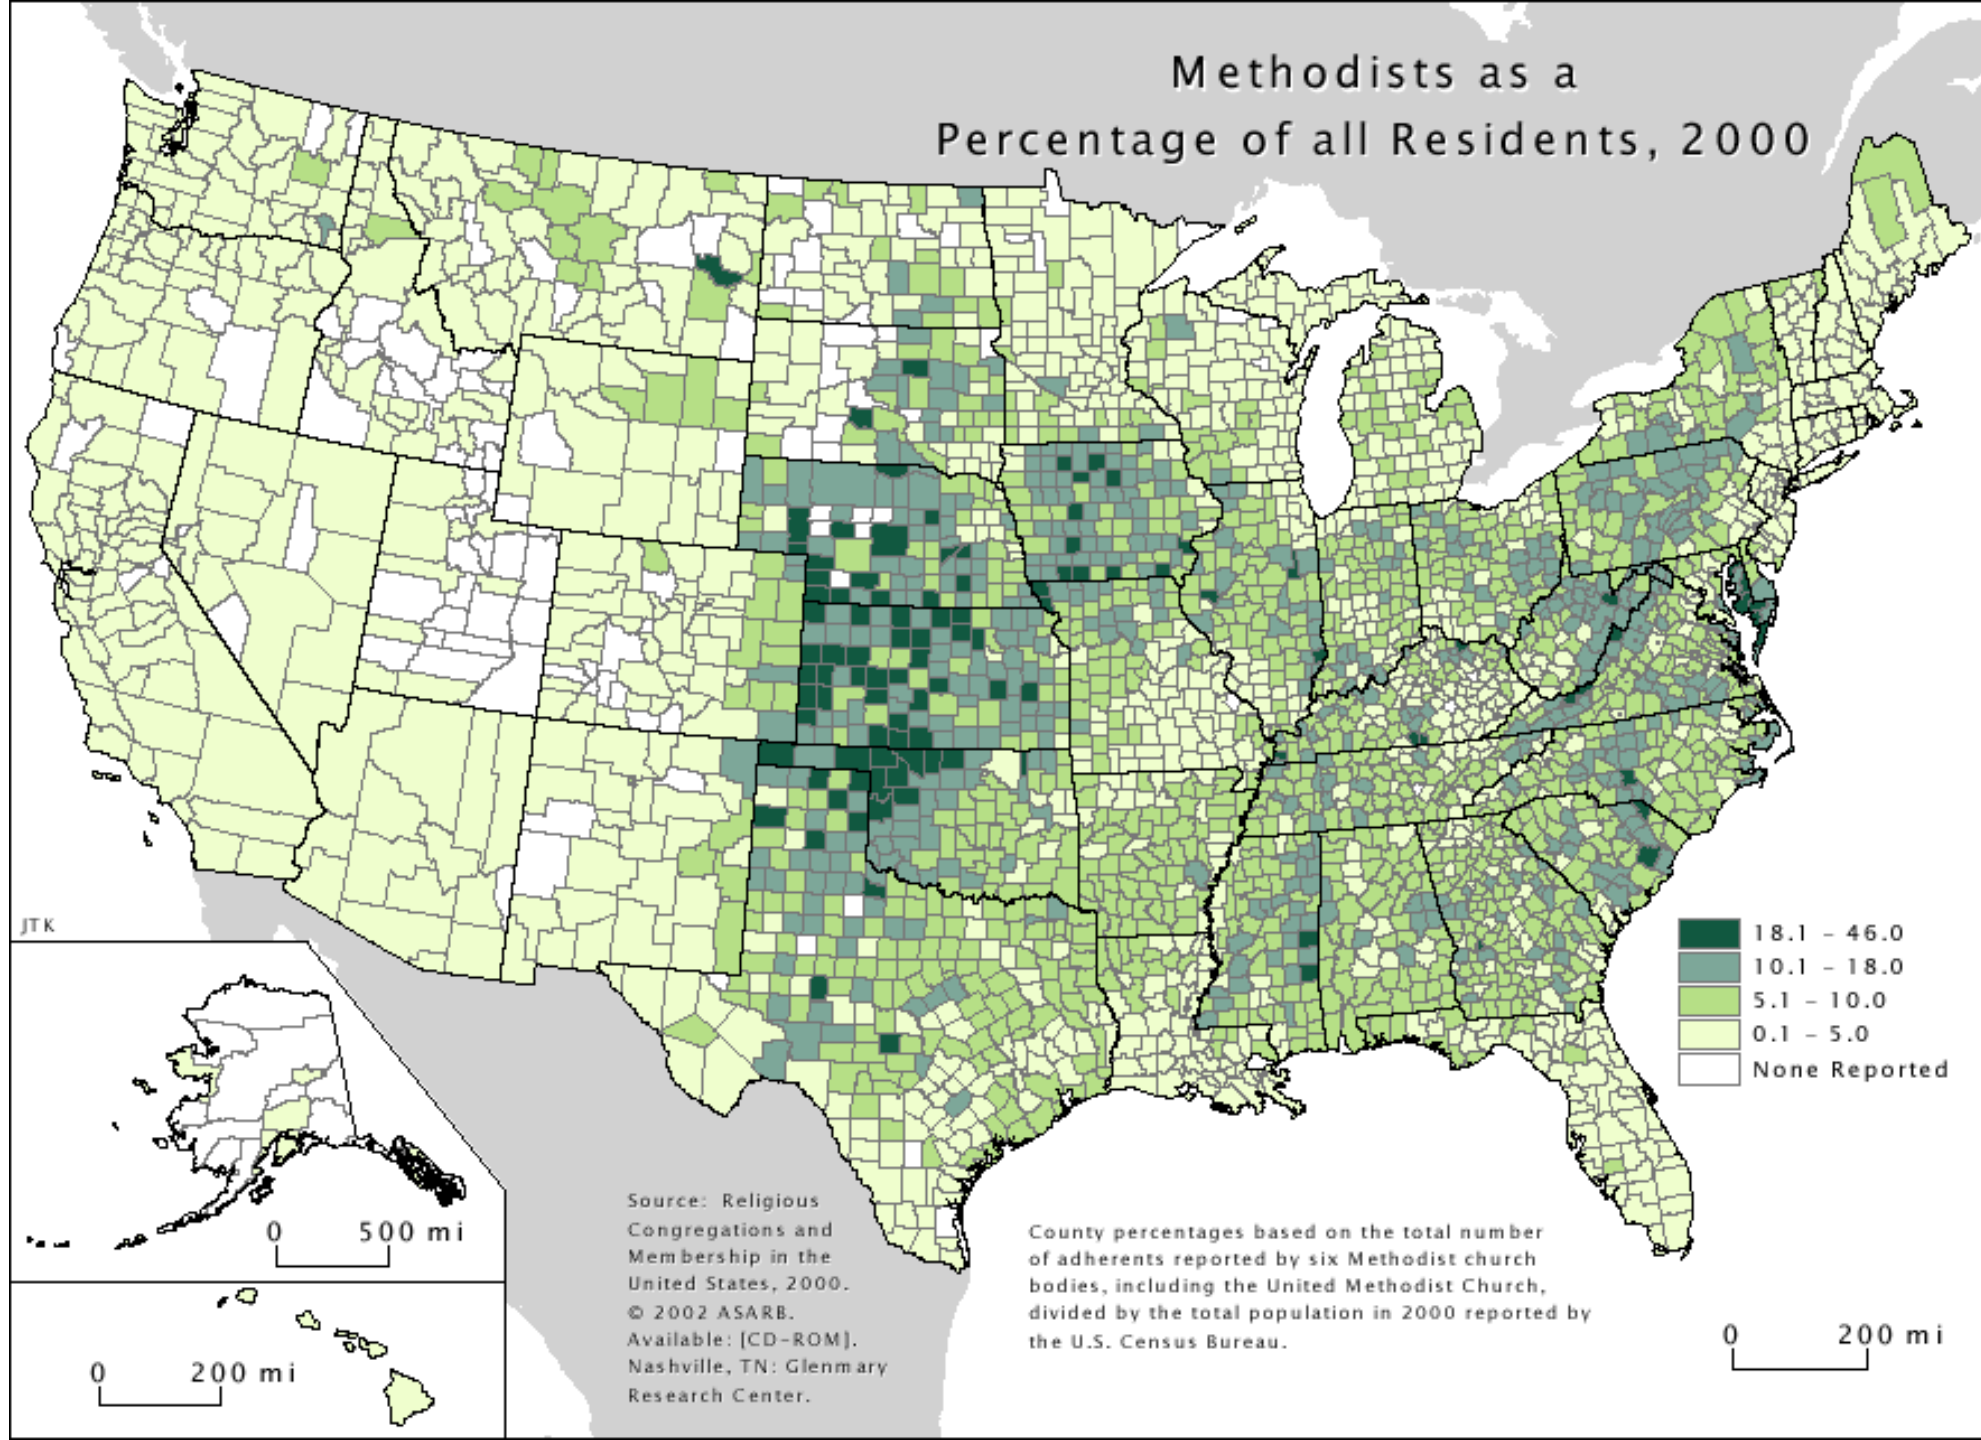 Methodists as a
Percentage of all Residents, 2000
JTK
18.1 – 46.0
10.1 – 18.0
5.1 – 10.0
0.1 – 5.0
None Reported
0 500 mi
0 200 mi
Source: Religious
Congregations and
Membership in the
United States, 2000.
© 2002 ASARB.
Available: [CD–ROM].
Nashville, TN: Glenmary
Research Center.
County percentages based on the total number
of adherents reported by six Methodist church
bodies, including the United Methodist Church,
divided by the total population in 2000 reported by
the U.S. Census Bureau.
0 200 mi